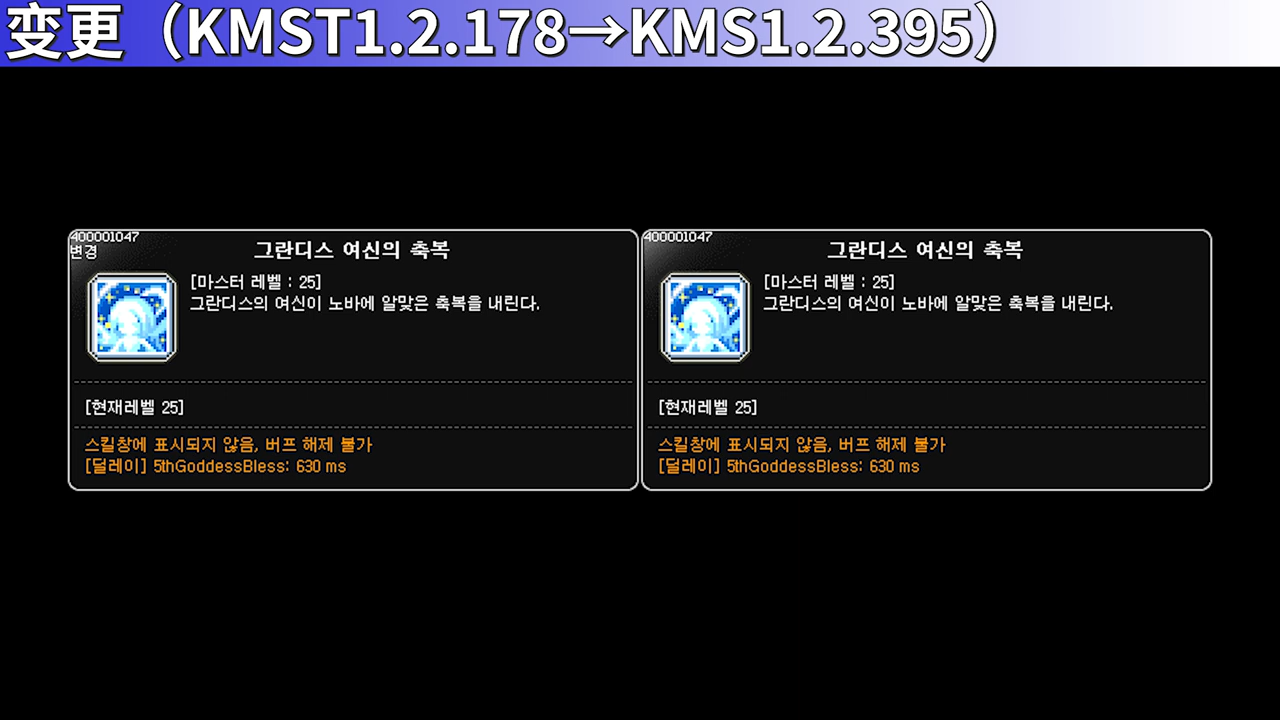 变更（KMST1.2.178→KMS1.2.395）
400001047
변경
그란디스 여신의 축복
[마스터 레벨 : 25]
그란디스의 여신이 노바에 알맞은 축복을 내린다.
[현재레벨 25]
스킬창에 표시되지 않음, 버프 해제 불가
[딜레이] 5thGoddessBless: 630 ms
400001047
그란디스 여신의 축복
[마스터 레벨 : 25]
그란디스의 여신이 노바에 알맞은 축복을 내린다.
[현재레벨 25]
스킬창에 표시되지 않음, 버프 해제 불가
[딜레이] 5thGoddessBless: 630 ms